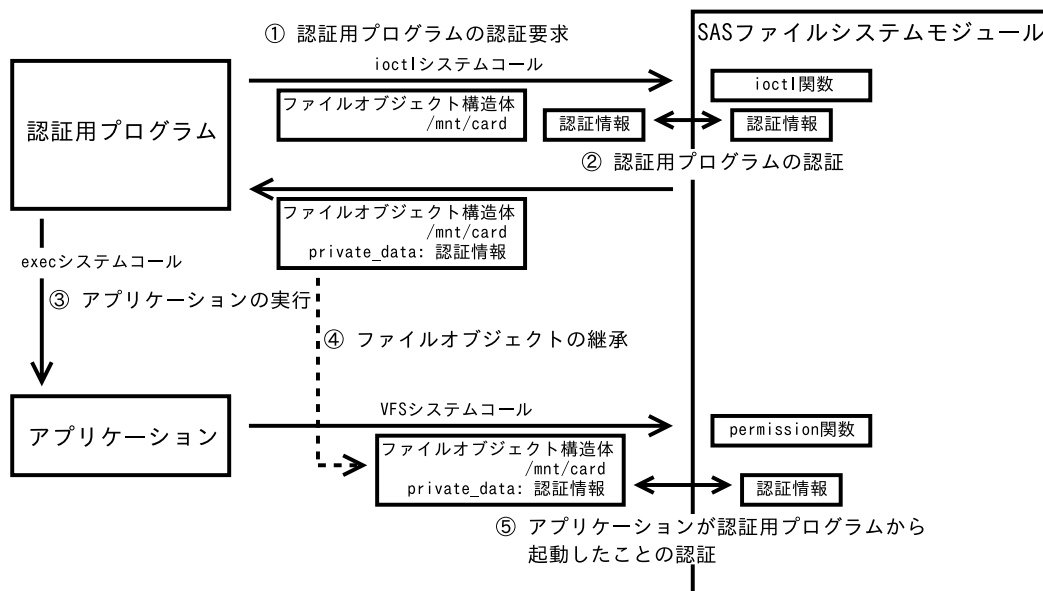 ① 認証用プログラムの認証要求
SASファイルシステムモジュール
ioctlシステムコール
ioctl関数
認証用プログラム
ファイルオブジェクト構造体
/mnt/card
認証情報
認証情報
② 認証用プログラムの認証
ファイルオブジェクト構造体
/mnt/card
private_data: 認証情報
execシステムコール
③ アプリケーションの実行
④ ファイルオブジェクトの継承
アプリケーション
VFSシステムコール
permission関数
ファイルオブジェクト構造体
/mnt/card
private_data: 認証情報
認証情報
⑤ アプリケーションが認証用プログラムから
起動したことの認証